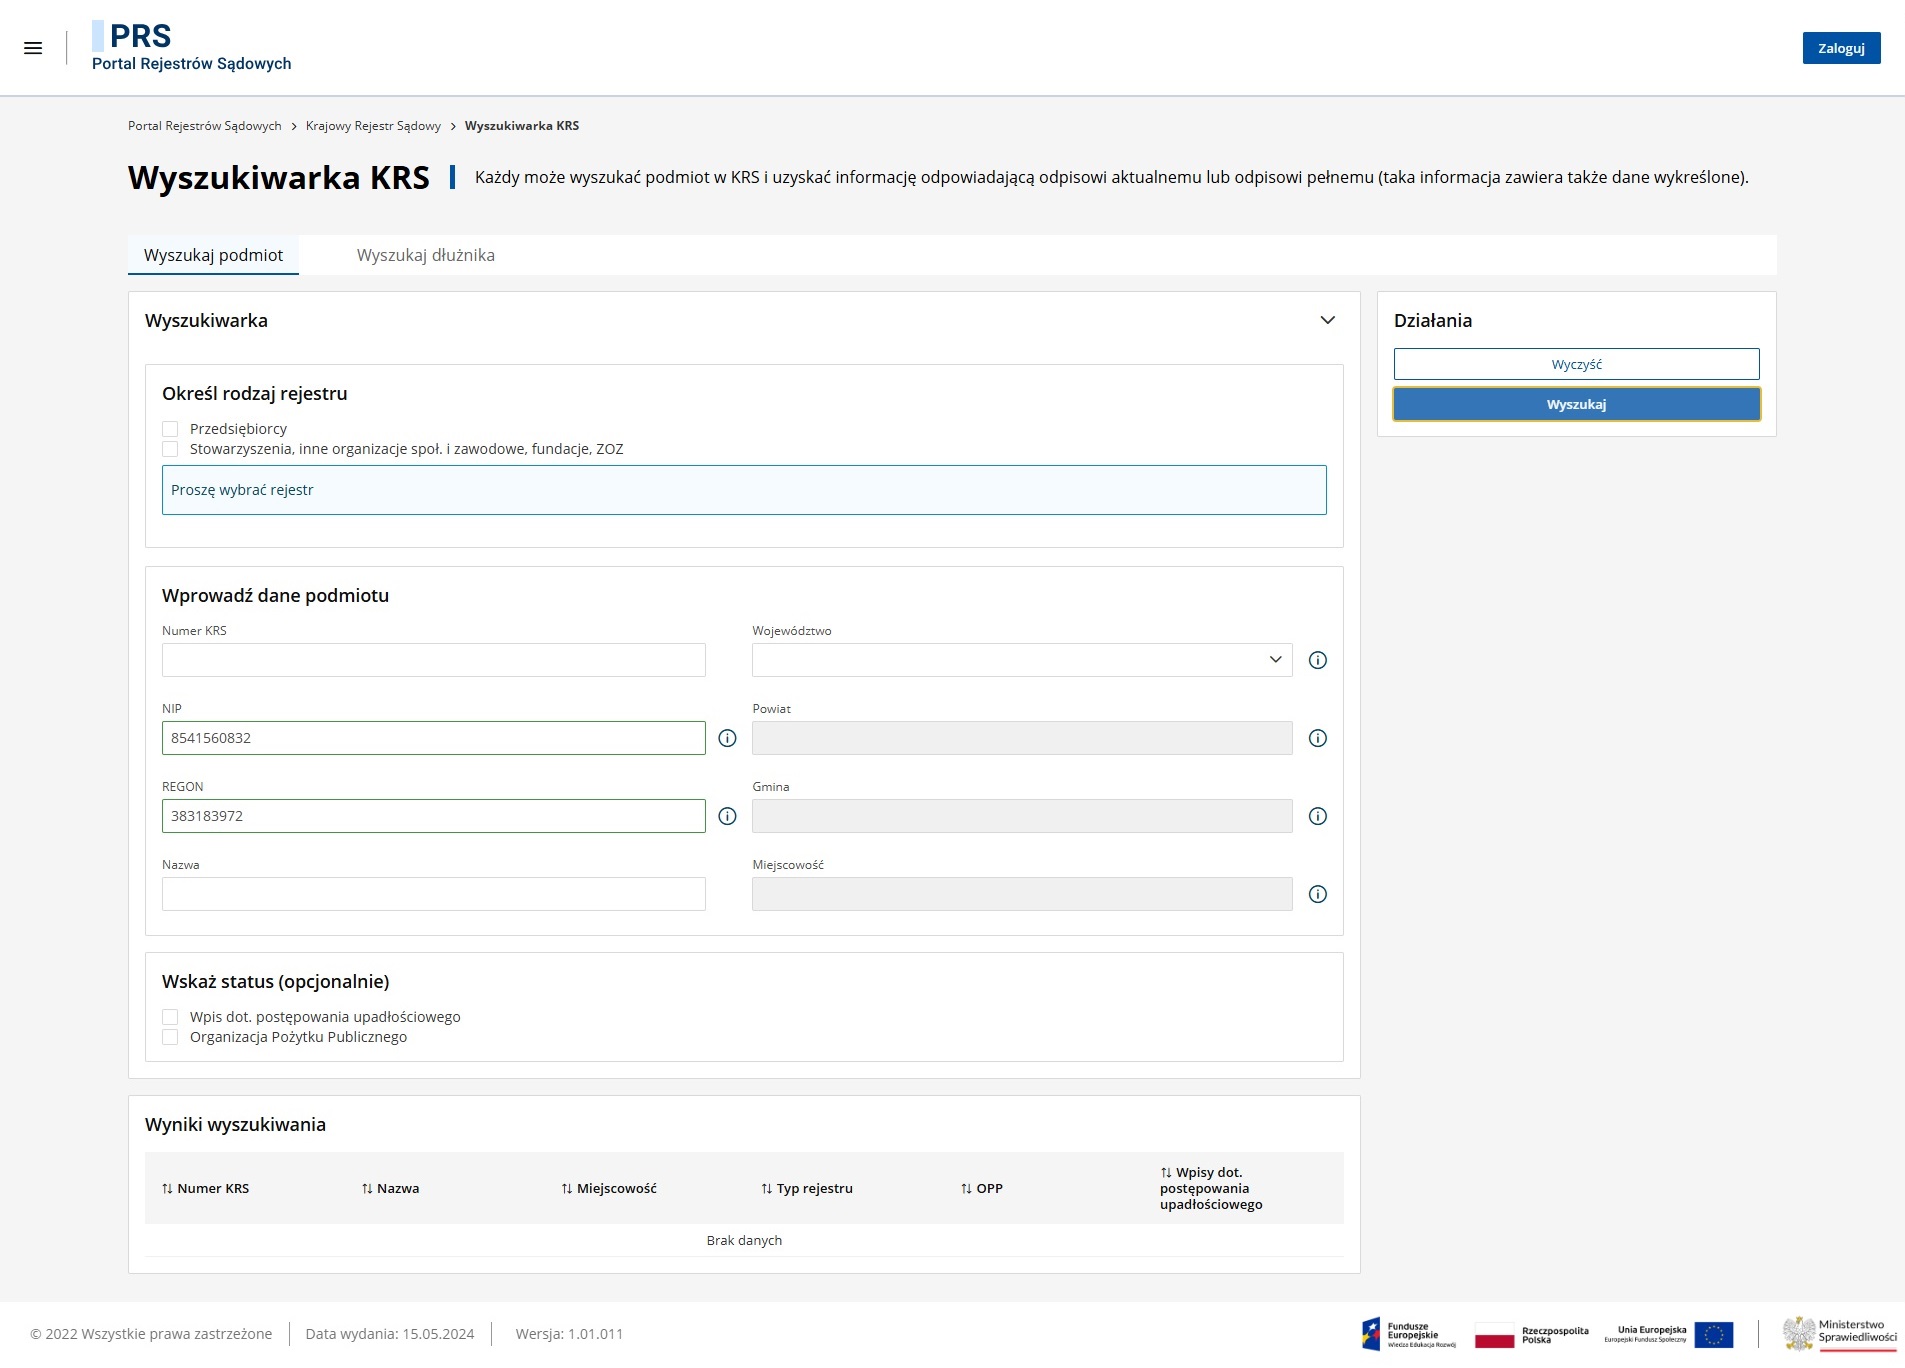 PRS
Portal Rejestrów Sądowych
Zaloguj
Portal Rejestrów Sądowych > Krajowy Rejestr Sądowy > Wyszukiwarka KRS
Wyszukiwarka KRS
Każdy może wyszukać podmiot w KRS i uzyskać informację odpowiadającą odpisowi aktualnemu lub odpisowi pełnemu (taka informacja zawiera także dane wykreślone).
Wyszukaj podmiot
Wyszukaj dłużnika
Wyszukiwarka
Działania
Wyczyść
Wyszukaj
Określ rodzaj rejestru
Przedsiębiorcy
Stowarzyszenia, inne organizacje społ. i zawodowe, fundacje, ZOZ
Proszę wybrać rejestr
Wprowadź dane podmiotu
Numer KRS
Województwo
NIP
Powiat
8541560832
REGON
Gmina
383183972
Nazwa
Miejscowość
Wskaż status (opcjonalnie)
Wpis dot. postępowania upadłościowego
Organizacja Pożytku Publicznego
Wyniki wyszukiwania
Numer KRS
Nazwa
Miejscowość
Typ rejestru
OPP
Wpisy dot.
postępowania
upadłościowego
Brak danych
© 2022 Wszystkie prawa zastrzeżone
Data wydania: 15.05.2024
Wersja: 1.01.011
Fundusze
Europejskie
Wiedza Edukacja Rozwój
Rzeczpospolita
Polska
Unia Europejska
Europejski Fundusz Społeczny
Ministerstwo
Sprawiedliwości